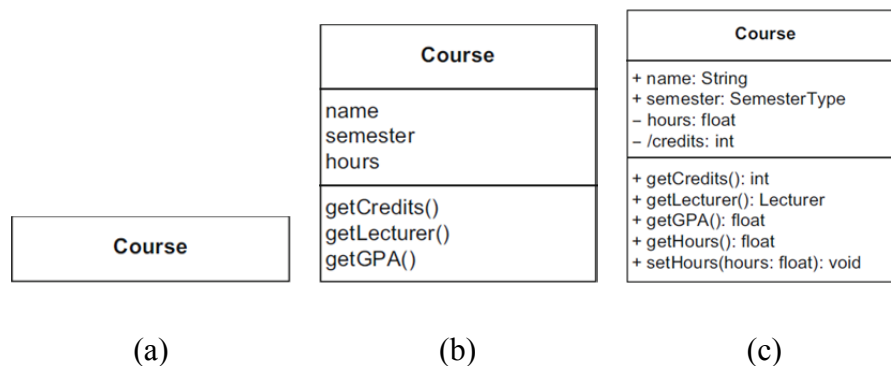 Course
Course
name
semester
hours
getCredits()
getLecturer()
getGPA()
Course
+ name: String
+ semester: SemesterType
− hours: float
− /credits: int
+ getCredits(): int
+ getLecturer(): Lecturer
+ getGPA(): float
+ getHours(): float
+ setHours(hours: float): void
(a)
(b)
(c)